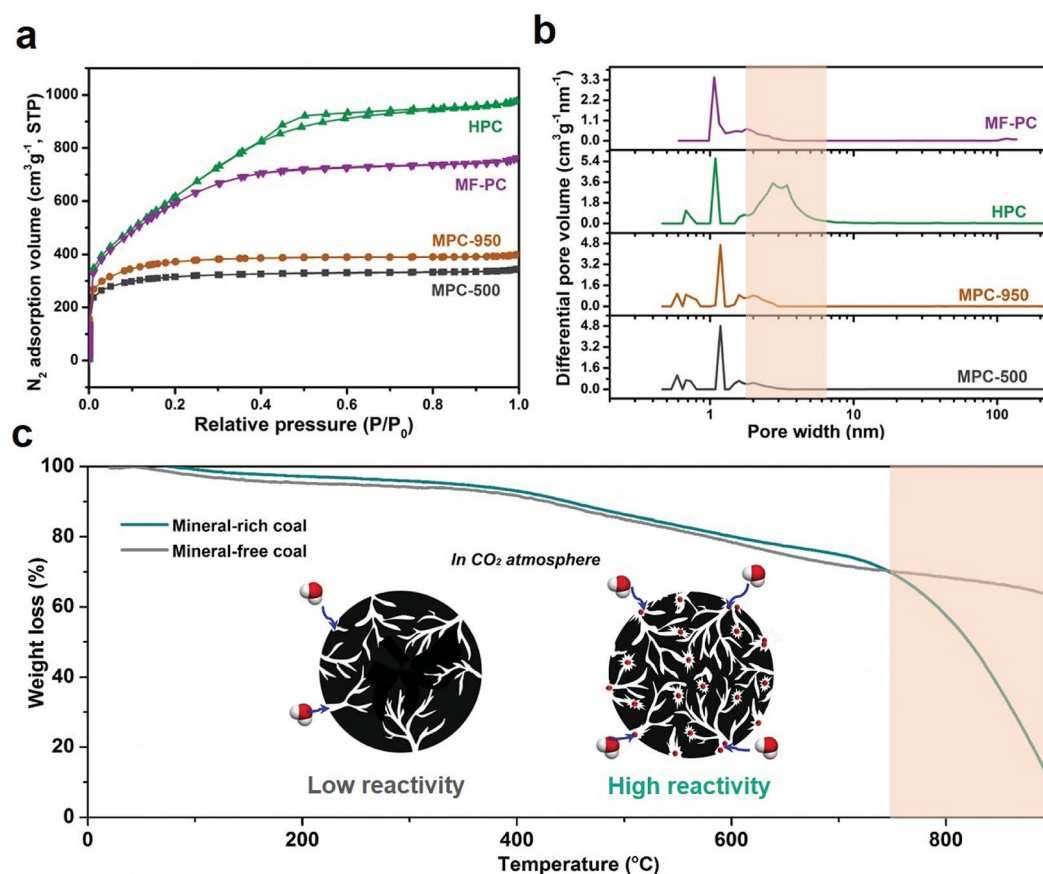 a
N₂ adsorption volume (cm³g⁻¹, STP)
1000
800
600
400
300
0
HPC
MF-PC
MPC-950
MPC-500
0.0 0.2 0.4 0.6 0.8 1.0
Relative pressure (P/P₀)
b
Differential pore volume (cm³g⁻¹nm⁻¹)
3.3
2.2
1.1
0.0
MF-PC
5.4
3.6
1.8
0.0
HPC
4.8
3.2
1.6
0.0
MPC-950
4.8
3.2
1.6
0.0
MPC-500
1 10 100
Pore width (nm)
c
Weight loss (%)
100
80
60
40
20
0
Mineral-rich coal
Mineral-free coal
In CO₂ atmosphere
Low reactivity
High reactivity
0 200 400 600 800
Temperature (°C)